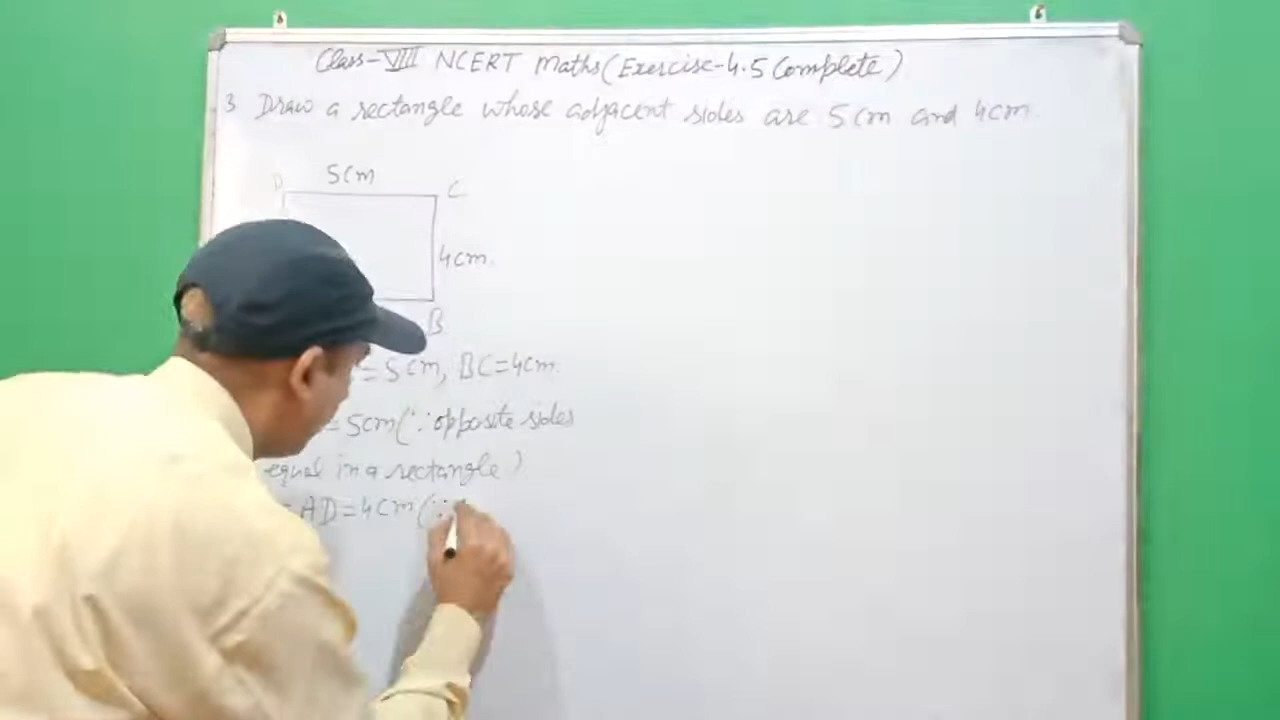 Class-VIII NCERT Maths (Exercise-4.5 Complete)
3 Draw a rectangle whose adjacent sides are 5cm and 4cm.
5cm
C
4cm.
B
= 5cm, BC=4cm.
= 5cm (∵ opposite sides
equal in a rectangle)
= AD=4cm (∵